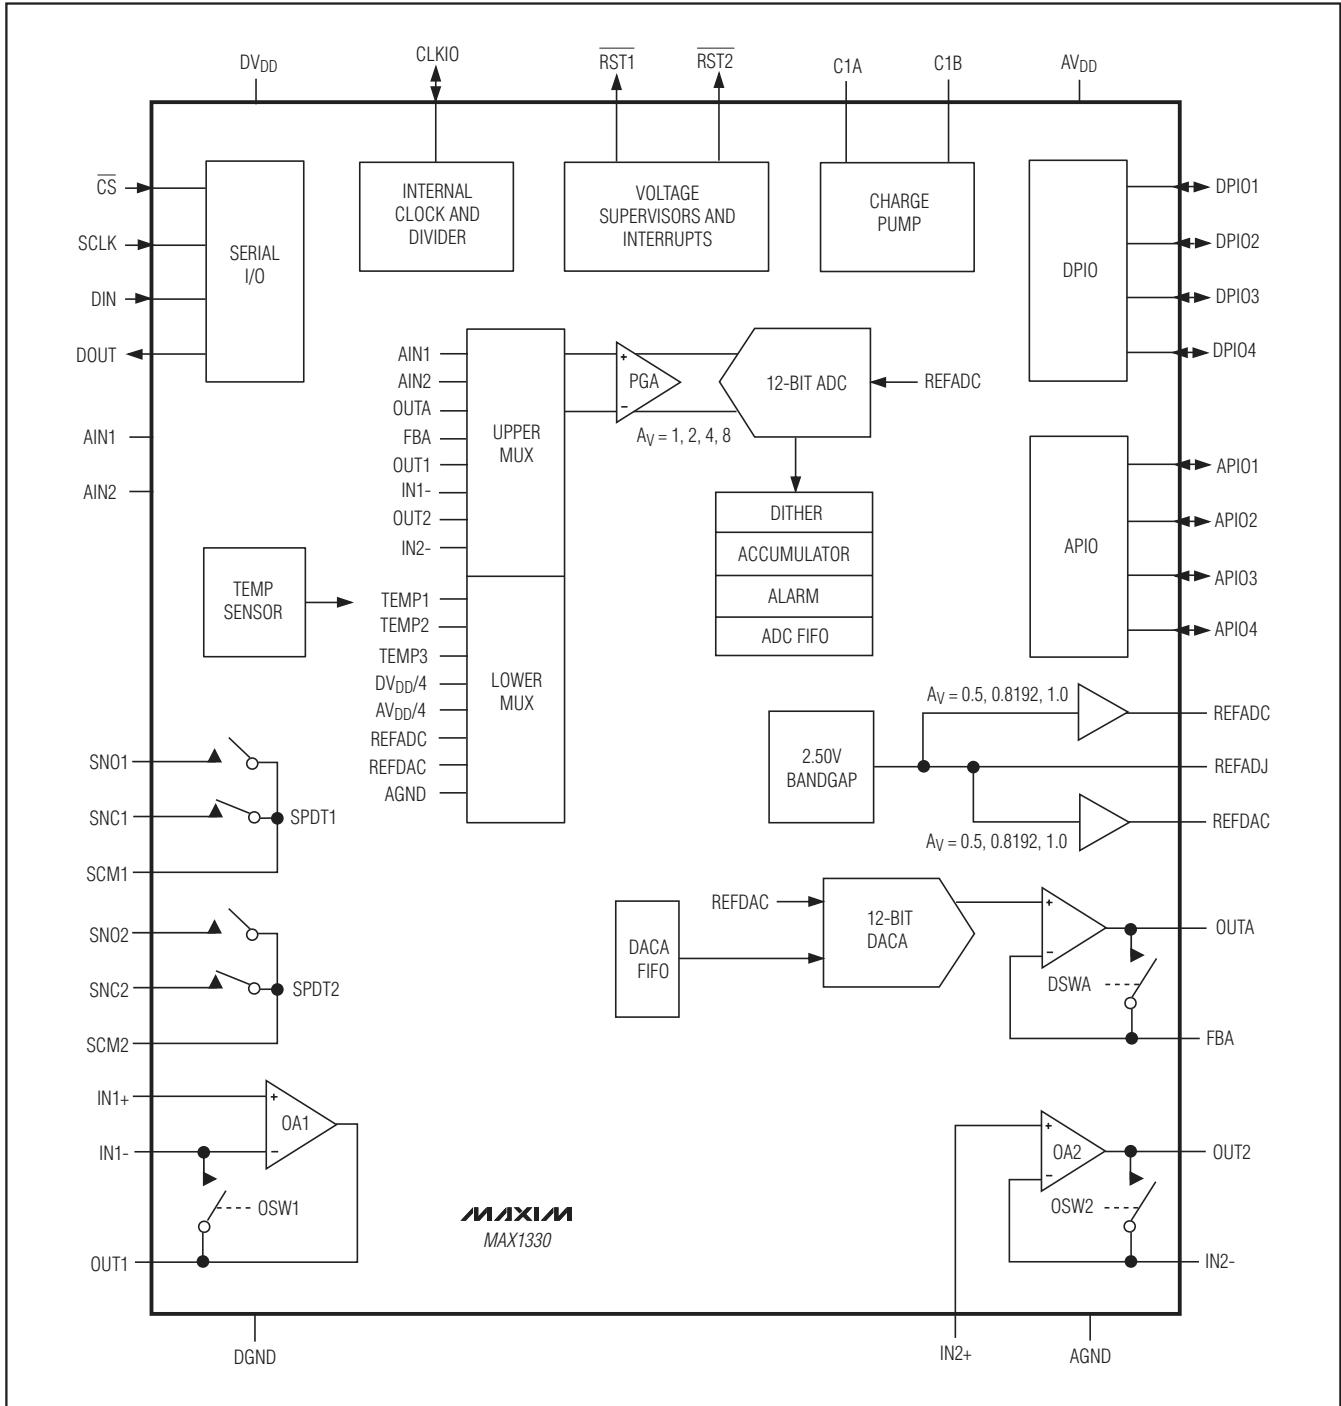 DVDD
CLKIO
RST1
RST2
C1A
C1B
AVDD
CS
SCLK
DIN
DOUT
AIN1
AIN2
SERIAL
I/O
INTERNAL
CLOCK AND
DIVIDER
VOLTAGE
SUPERVISORS AND
INTERRUPTS
CHARGE
PUMP
DPIO
DPIO1
DPIO2
DPIO3
DPIO4
AIN1
AIN2
OUTA
FBA
OUT1
IN1-
OUT2
IN2-
UPPER
MUX
+
PGA
-
AV = 1, 2, 4, 8
12-BIT ADC
REFADC
DITHER
ACCUMULATOR
ALARM
ADC FIFO
APIO
APIO1
APIO2
APIO3
APIO4
TEMP
SENSOR
TEMP1
TEMP2
TEMP3
DVDD/4
AVDD/4
REFADC
REFDAC
AGND
LOWER
MUX
2.50V
BANDGAP
AV = 0.5, 0.8192, 1.0
REFADC
REFADJ
REFDAC
AV = 0.5, 0.8192, 1.0
SNO1
SNC1
SPDT1
SCM1
SNO2
SNC2
SPDT2
SCM2
REFDAC
DACA
FIFO
12-BIT
DACA
+
-
OUTA
DSWA
FBA
IN1+
+
OA1
IN1-
-
OSW1
OUT1
MAXIM
MAX1330
+
OA2
-
OUT2
OSW2
IN2-
DGND
IN2+
AGND